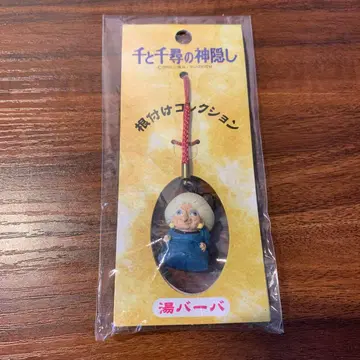 千と千尋の神隠し
根付けコレクション
湯バーバ